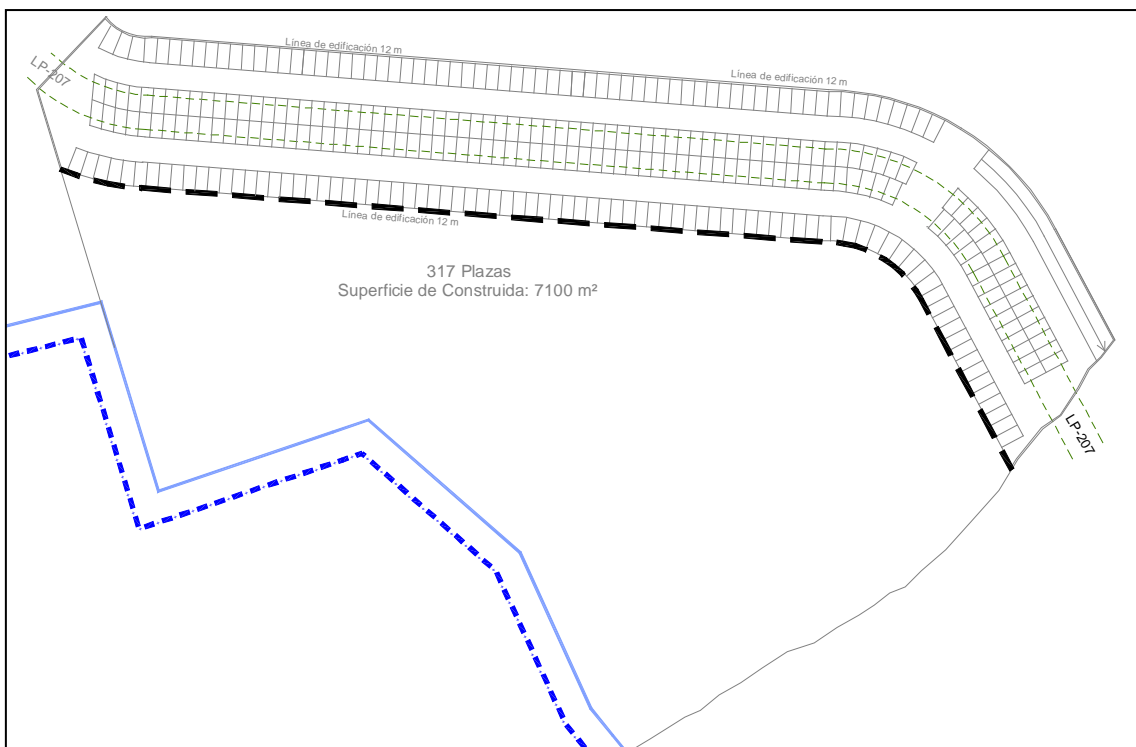 Línea de edificación 12 m
Línea de edificación 12 m
LP-207
Línea de edificación 12 m
317 Plazas
Superficie de Construida: 7100 m²
LP-207